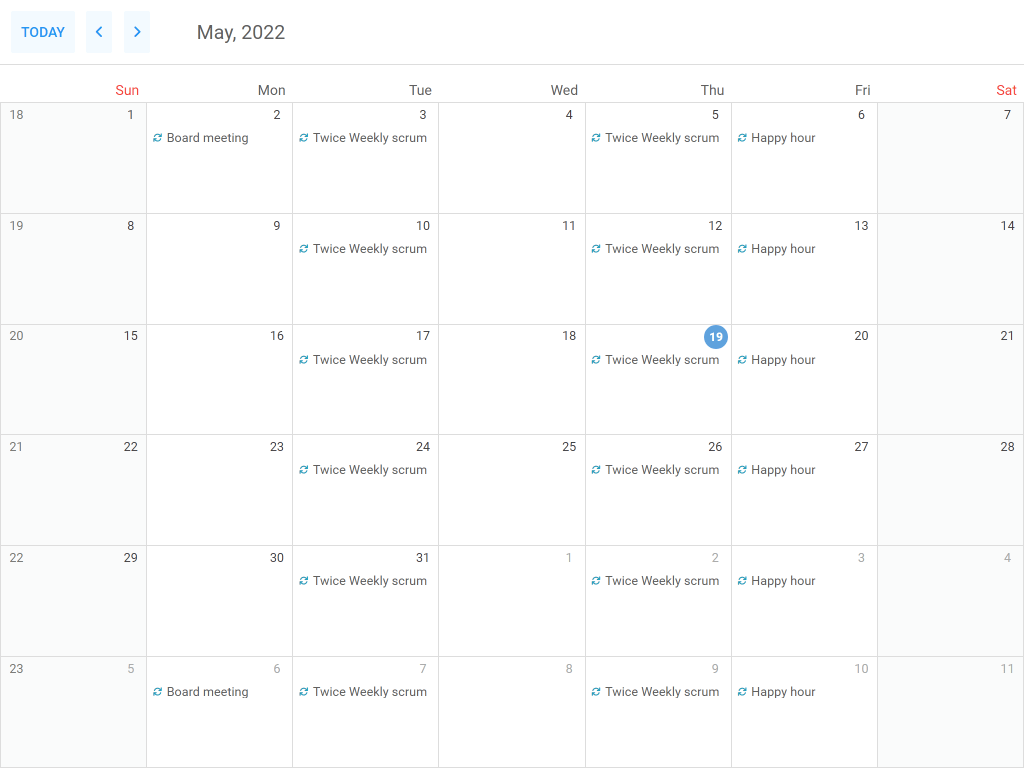 TODAY May, 2022
Sun Mon Tue Wed Thu Fri Sat
18 1 2 3 4 5 6 7
Board meeting Twice Weekly scrum Twice Weekly scrum Happy hour
19 8 9 10 11 12 13 14
Twice Weekly scrum Twice Weekly scrum Happy hour
20 15 16 17 18 19 20 21
Twice Weekly scrum Twice Weekly scrum Happy hour
21 22 23 24 25 26 27 28
Twice Weekly scrum Twice Weekly scrum Happy hour
22 29 30 31 1 2 3 4
Twice Weekly scrum Twice Weekly scrum Happy hour
23 5 6 7 8 9 10 11
Board meeting Twice Weekly scrum Twice Weekly scrum Happy hour